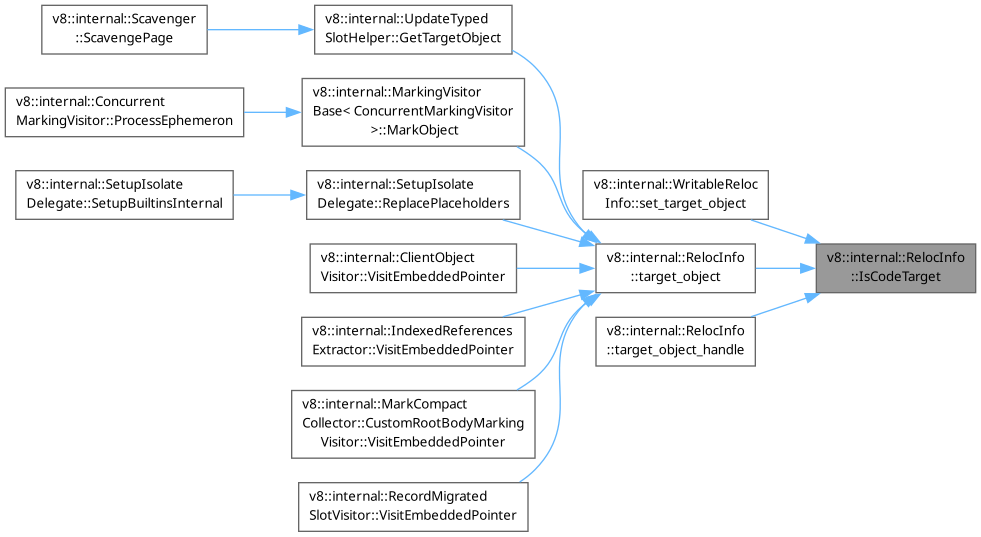 v8::internal::Scavenger
::ScavengePage
v8::internal::UpdateTyped
SlotHelper::GetTargetObject
v8::internal::Concurrent
MarkingVisitor::ProcessEphemeron
v8::internal::MarkingVisitor
Base< ConcurrentMarkingVisitor
>::MarkObject
v8::internal::SetupIsolate
Delegate::SetupBuiltinsInternal
v8::internal::SetupIsolate
Delegate::ReplacePlaceholders
v8::internal::WritableReloc
Info::set_target_object
v8::internal::ClientObject
Visitor::VisitEmbeddedPointer
v8::internal::RelocInfo
::target_object
v8::internal::RelocInfo
::IsCodeTarget
v8::internal::IndexedReferences
Extractor::VisitEmbeddedPointer
v8::internal::RelocInfo
::target_object_handle
v8::internal::MarkCompact
Collector::CustomRootBodyMarking
Visitor::VisitEmbeddedPointer
v8::internal::RecordMigrated
SlotVisitor::VisitEmbeddedPointer